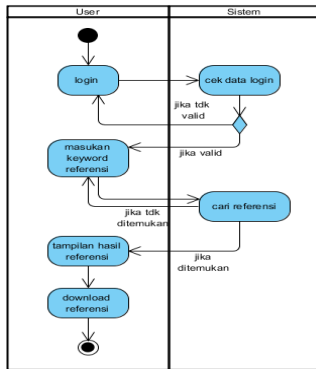 User
Sistem
login
cek data login
jika tdk
valid
masukan
keyword
referensi
jika valid
cari referensi
jika tdk
ditemukan
tampilan hasil
referensi
jika
ditemukan
download
referensi